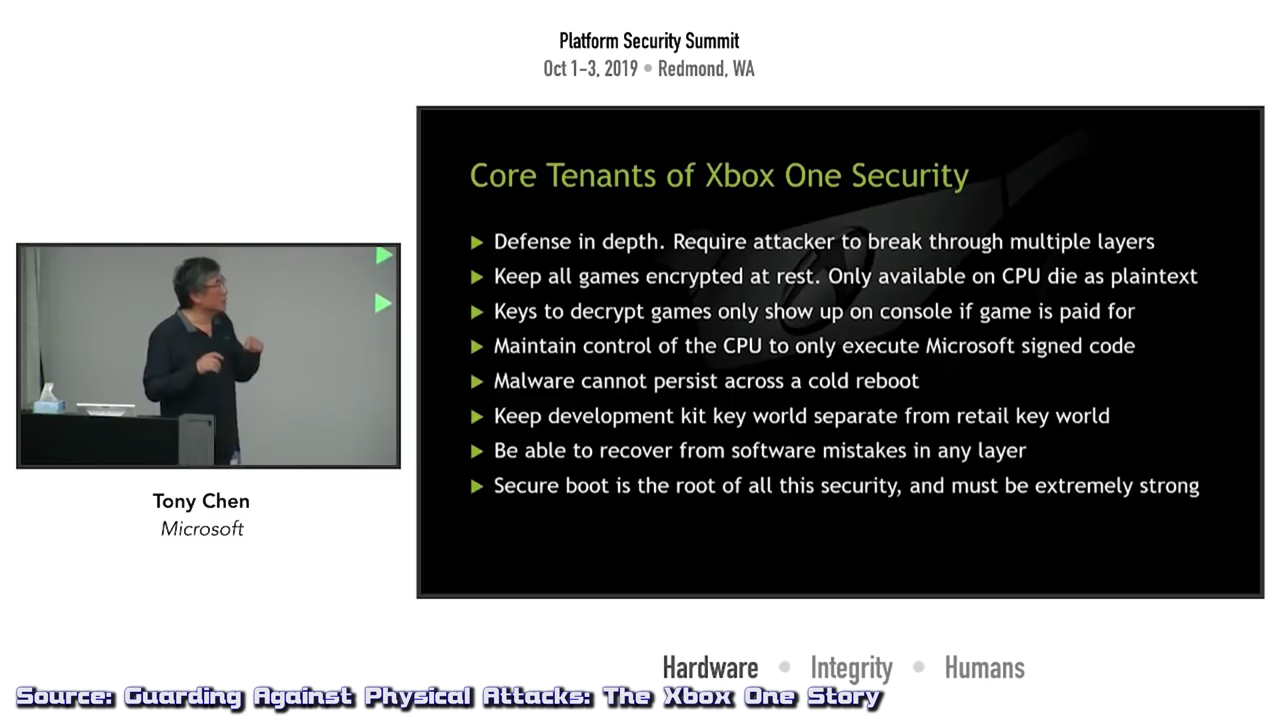 Platform Security Summit
Oct 1-3, 2019 • Redmond, WA
Core Tenants of Xbox One Security
Defense in depth. Require attacker to break through multiple layers
Keep all games encrypted at rest. Only available on CPU die as plaintext
Keys to decrypt games only show up on console if game is paid for
Maintain control of the CPU to only execute Microsoft signed code
Malware cannot persist across a cold reboot
Keep development kit key world separate from retail key world
Be able to recover from software mistakes in any layer
Secure boot is the root of all this security, and must be extremely strong
Tony Chen
Microsoft
Hardware • Integrity • Humans
Source: Guarding Against Physical Attacks: The Xbox One Story